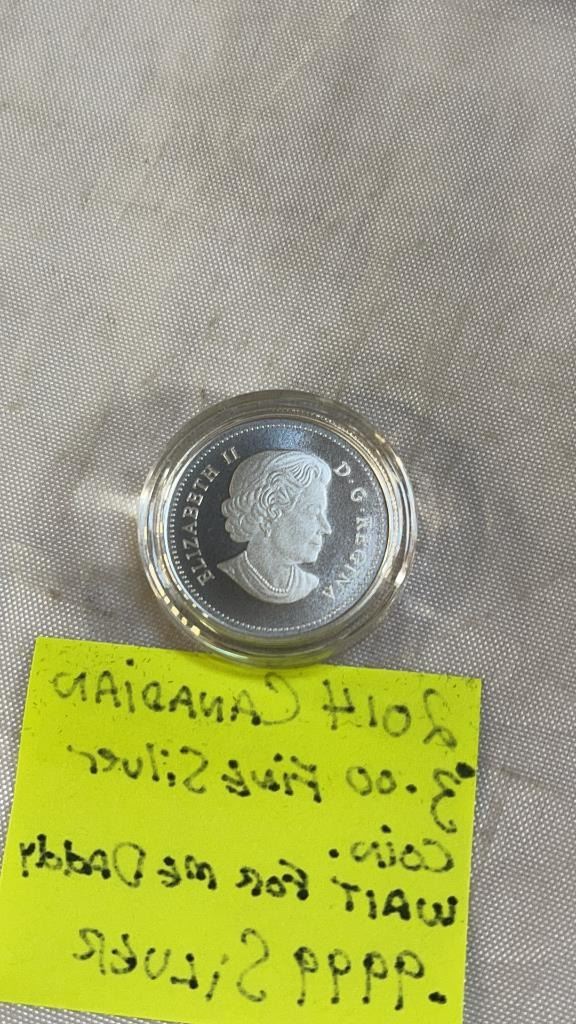 ELIZABETH II D·G·REGINA
2014 CANADIAN
$3.00 FINE SILVER
COIN.
WAIT FOR ME DADDY
.9999 SILVER